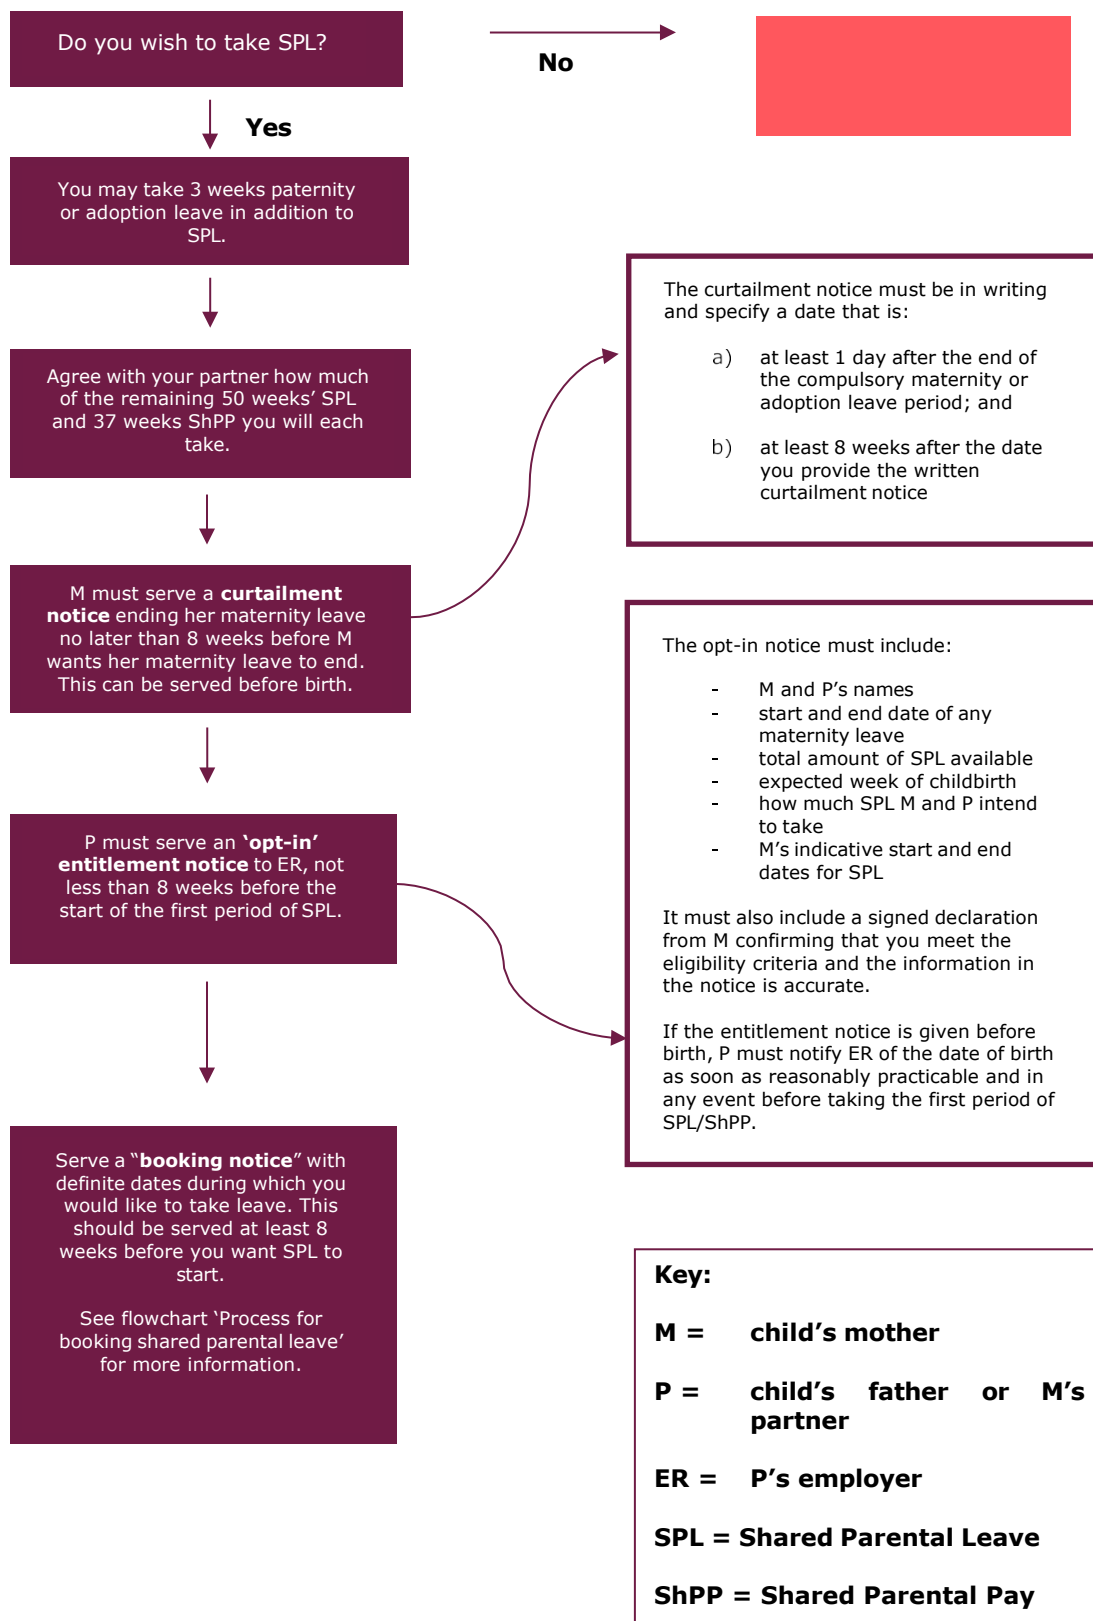 Do you wish to take SPL?
No
Yes
You may take 3 weeks paternity
or adoption leave in addition to
SPL.
Agree with your partner how much
of the remaining 50 weeks’ SPL
and 37 weeks ShPP you will each
take.
M must serve a curtailment
notice ending her maternity leave
no later than 8 weeks before M
wants her maternity leave to end.
This can be served before birth.
P must serve an ‘opt-in’
entitlement notice to ER, not
less than 8 weeks before the
start of the first period of SPL.
Serve a “booking notice” with
definite dates during which you
would like to take leave. This
should be served at least 8
weeks before you want SPL to
start.
See flowchart ‘Process for
booking shared parental leave’
for more information.
The curtailment notice must be in writing
and specify a date that is:
a) at least 1 day after the end of
the compulsory maternity or
adoption leave period; and
b) at least 8 weeks after the date
you provide the written
curtailment notice
The opt-in notice must include:
- M and P’s names
- start and end date of any
maternity leave
- total amount of SPL available
- expected week of childbirth
- how much SPL M and P intend
to take
- M’s indicative start and end
dates for SPL
It must also include a signed declaration
from M confirming that you meet the
eligibility criteria and the information in
the notice is accurate.
If the entitlement notice is given before
birth, P must notify ER of the date of birth
as soon as reasonably practicable and in
any event before taking the first period of
SPL/ShPP.
Key:
M = child’s mother
P = child’s father or M’s
partner
ER = P’s employer
SPL = Shared Parental Leave
ShPP = Shared Parental Pay